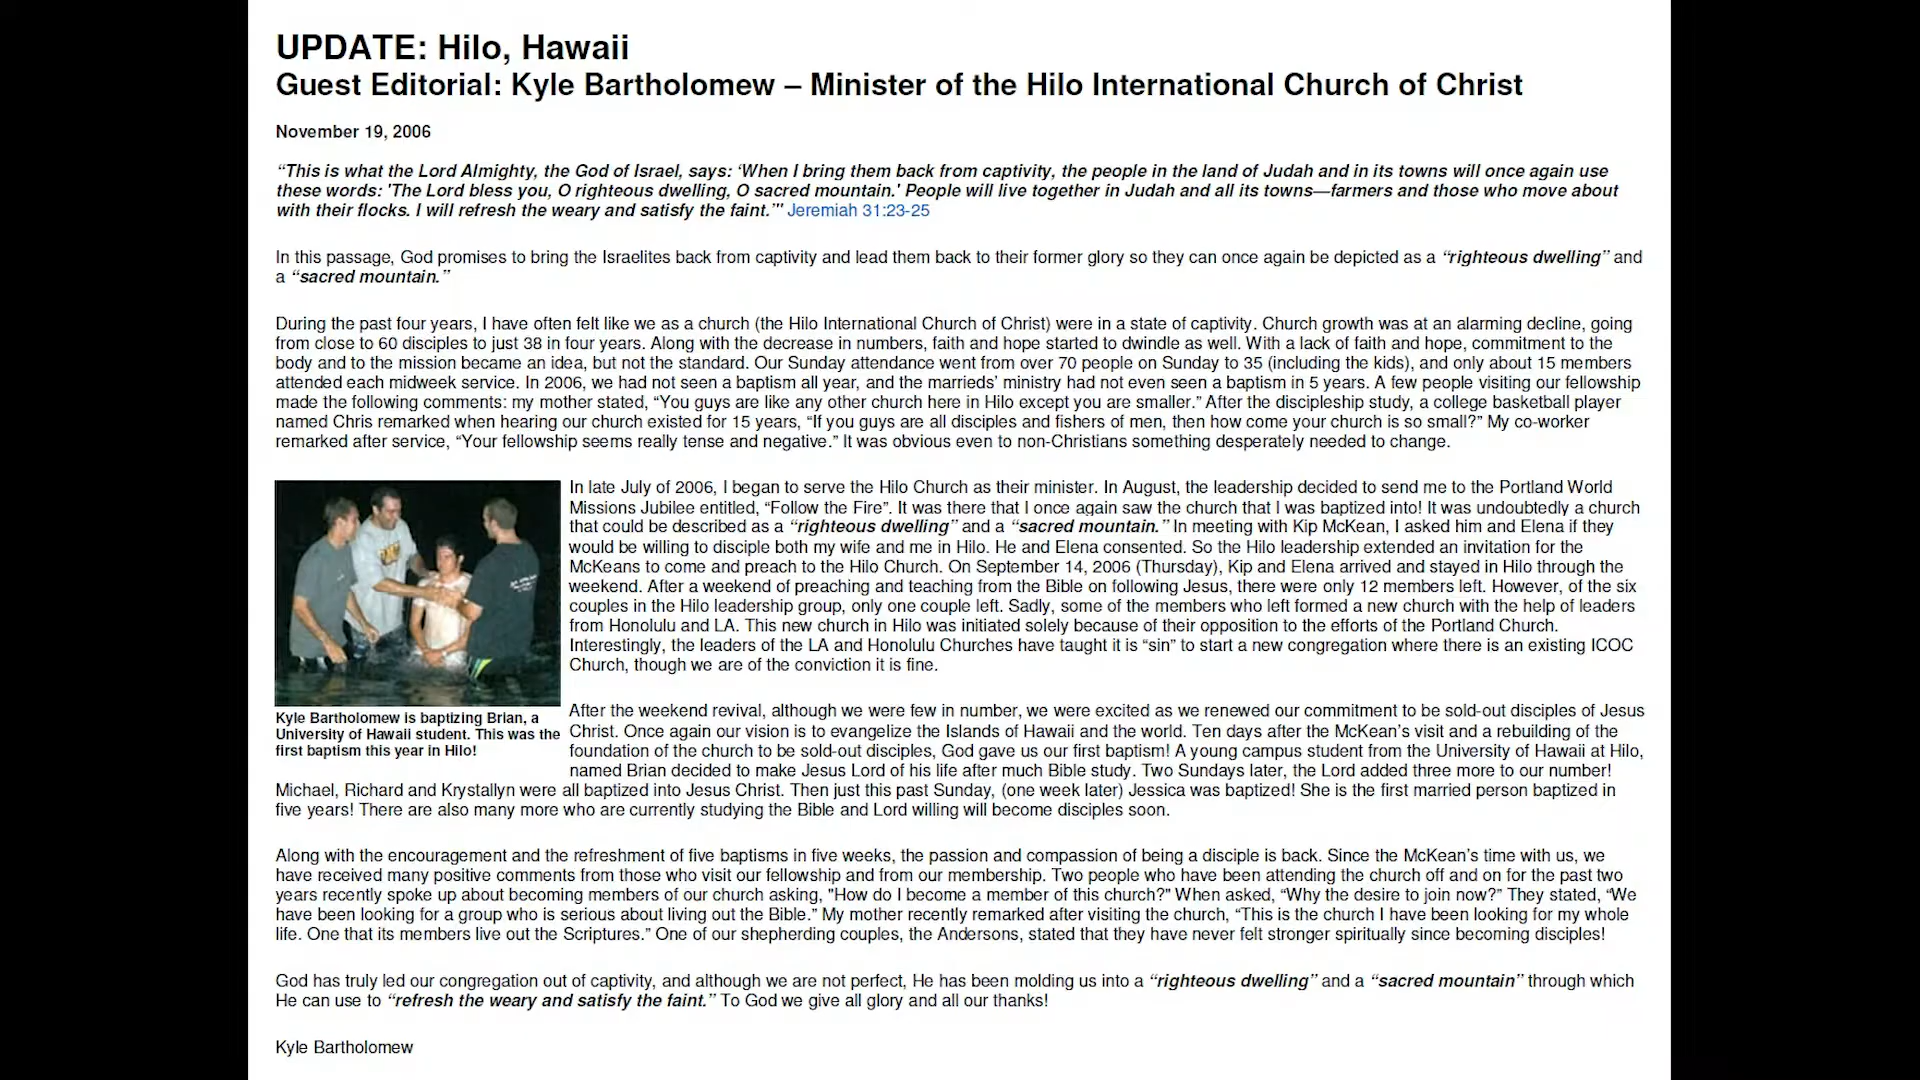 UPDATE: Hilo, Hawaii
Guest Editorial: Kyle Bartholomew – Minister of the Hilo International Church of Christ
November 19, 2006
“This is what the Lord Almighty, the God of Israel, says: ‘When I bring them back from captivity, the people in the land of Judah and in its towns will once again use
these words: 'The Lord bless you, O righteous dwelling, O sacred mountain.' People will live together in Judah and all its towns—farmers and those who move about
with their flocks. I will refresh the weary and satisfy the faint.’" Jeremiah 31:23-25
In this passage, God promises to bring the Israelites back from captivity and lead them back to their former glory so they can once again be depicted as a “righteous dwelling” and
a “sacred mountain.”
During the past four years, I have often felt like we as a church (the Hilo International Church of Christ) were in a state of captivity. Church growth was at an alarming decline, going
from close to 60 disciples to just 38 in four years. Along with the decrease in numbers, faith and hope started to dwindle as well. With a lack of faith and hope, commitment to the
body and to the mission became an idea, but not the standard. Our Sunday attendance went from over 70 people on Sunday to 35 (including the kids), and only about 15 members
attended each midweek service. In 2006, we had not seen a baptism all year, and the marrieds’ ministry had not even seen a baptism in 5 years. A few people visiting our fellowship
made the following comments: my mother stated, “You guys are like any other church here in Hilo except you are smaller.” After the discipleship study, a college basketball player
named Chris remarked when hearing our church existed for 15 years, “If you guys are all disciples and fishers of men, then how come your church is so small?” My co-worker
remarked after service, “Your fellowship seems really tense and negative.” It was obvious even to non-Christians something desperately needed to change.
In late July of 2006, I began to serve the Hilo Church as their minister. In August, the leadership decided to send me to the Portland World
Missions Jubilee entitled, “Follow the Fire”. It was there that I once again saw the church that I was baptized into! It was undoubtedly a church
that could be described as a “righteous dwelling” and a “sacred mountain.” In meeting with Kip McKean, I asked him and Elena if they
would be willing to disciple both my wife and me in Hilo. He and Elena consented. So the Hilo leadership extended an invitation for the
McKeans to come and preach to the Hilo Church. On September 14, 2006 (Thursday), Kip and Elena arrived and stayed in Hilo through the
weekend. After a weekend of preaching and teaching from the Bible on following Jesus, there were only 12 members left. However, of the six
couples in the Hilo leadership group, only one couple left. Sadly, some of the members who left formed a new church with the help of leaders
from Honolulu and LA. This new church in Hilo was initiated solely because of their opposition to the efforts of the Portland Church.
Interestingly, the leaders of the LA and Honolulu Churches have taught it is “sin” to start a new congregation where there is an existing ICOC
Church, though we are of the conviction it is fine.
Kyle Bartholomew is baptizing Brian, a
University of Hawaii student. This was the
first baptism this year in Hilo!
After the weekend revival, although we were few in number, we were excited as we renewed our commitment to be sold-out disciples of Jesus
Christ. Once again our vision is to evangelize the Islands of Hawaii and the world. Ten days after the McKean’s visit and a rebuilding of the
foundation of the church to be sold-out disciples, God gave us our first baptism! A young campus student from the University of Hawaii at Hilo,
named Brian decided to make Jesus Lord of his life after much Bible study. Two Sundays later, the Lord added three more to our number!
Michael, Richard and Krystallyn were all baptized into Jesus Christ. Then just this past Sunday, (one week later) Jessica was baptized! She is the first married person baptized in
five years! There are also many more who are currently studying the Bible and Lord willing will become disciples soon.
Along with the encouragement and the refreshment of five baptisms in five weeks, the passion and compassion of being a disciple is back. Since the McKean’s time with us, we
have received many positive comments from those who visit our fellowship and from our membership. Two people who have been attending the church off and on for the past two
years recently spoke up about becoming members of our church asking, "How do I become a member of this church?" When asked, “Why the desire to join now?” They stated, “We
have been looking for a group who is serious about living out the Bible.” My mother recently remarked after visiting the church, “This is the church I have been looking for my whole
life. One that its members live out the Scriptures.” One of our shepherding couples, the Andersons, stated that they have never felt stronger spiritually since becoming disciples!
God has truly led our congregation out of captivity, and although we are not perfect, He has been molding us into a “righteous dwelling” and a “sacred mountain” through which
He can use to “refresh the weary and satisfy the faint.” To God we give all glory and all our thanks!
Kyle Bartholomew